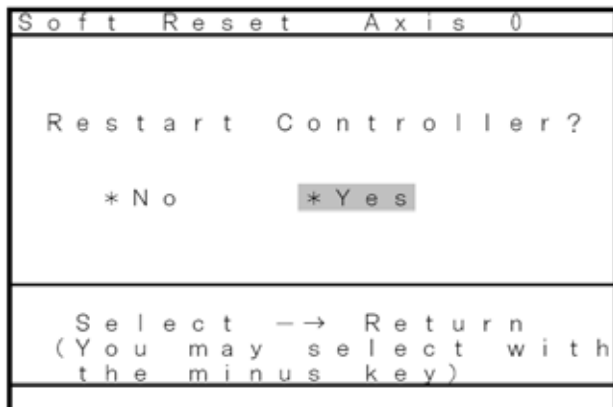 Soft Reset Axis 0
Restart Controller?
*No *Yes
Select —→ Return
(You may select with
the minus key)